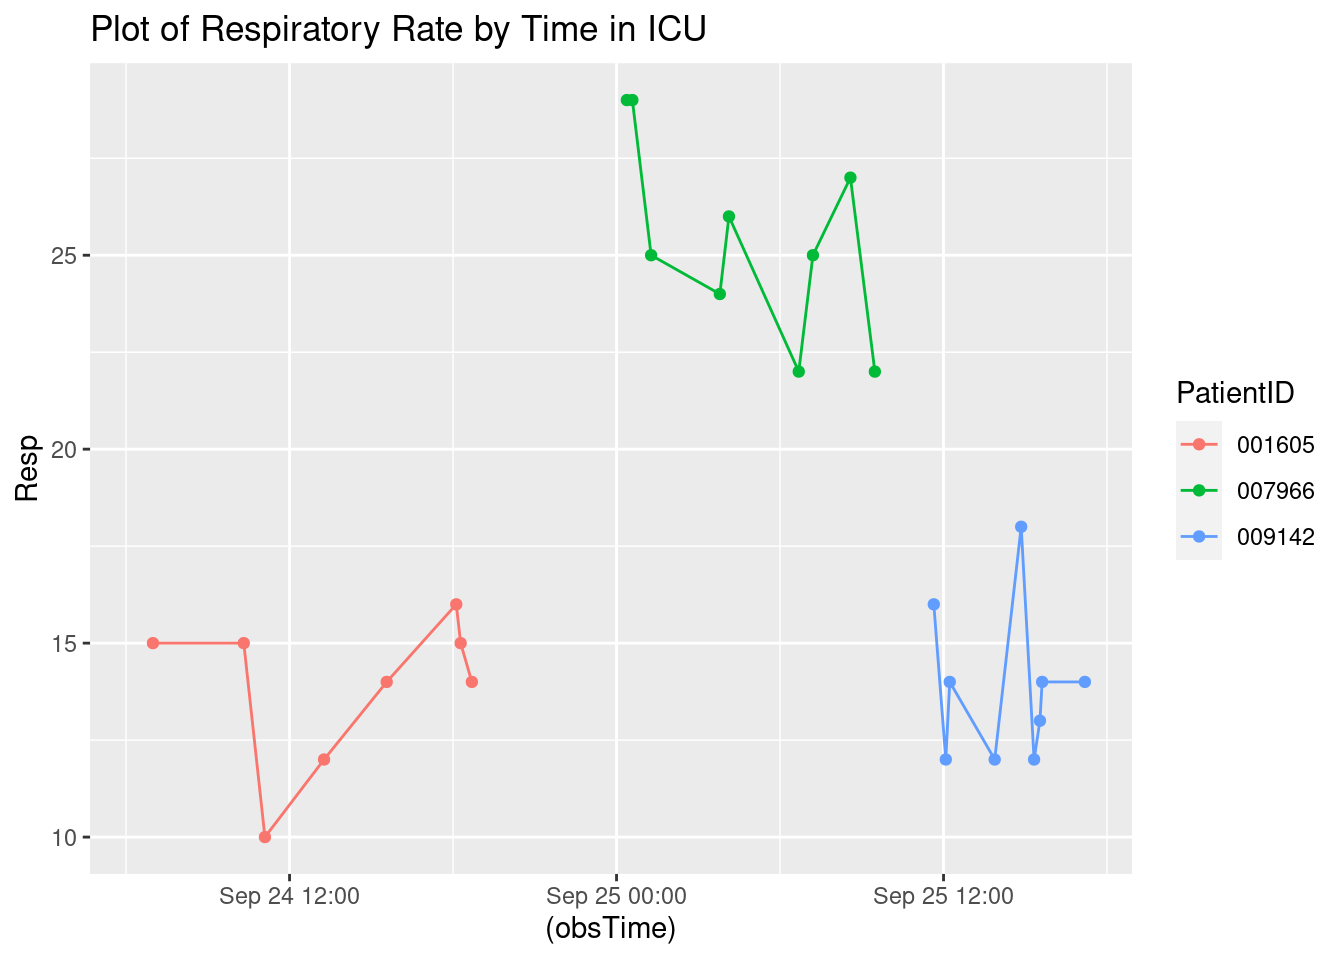 Plot of Respiratory Rate by Time in ICU
25
20
15
10
Resp
Sep 24 12:00
Sep 25 00:00
Sep 25 12:00
(obsTime)
PatientID
001605
007966
009142